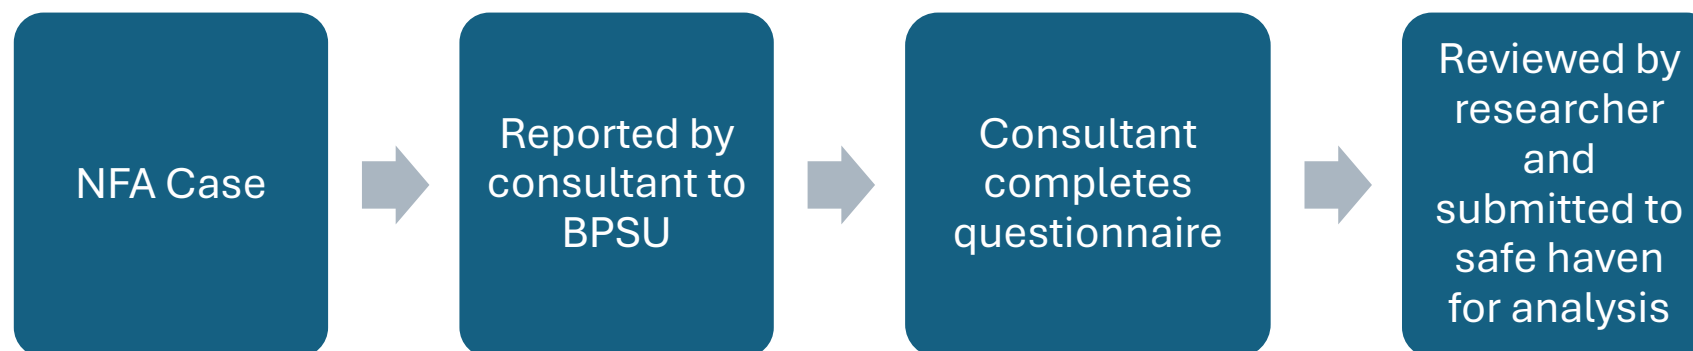 NFA Case
Reported by
consultant to
BPSU
Consultant
completes
questionnaire
Reviewed by
researcher
and
submitted to
safe haven
for analysis